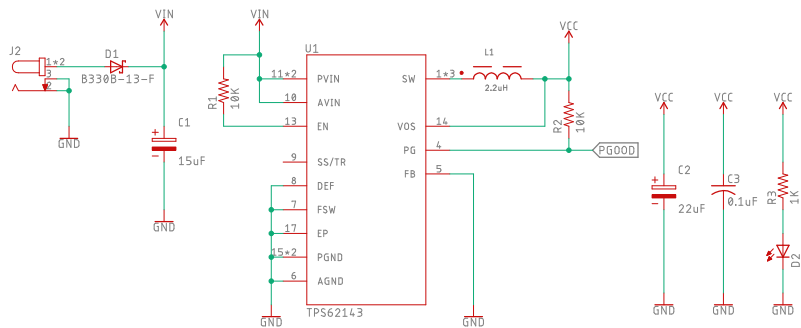 J2
1*2
3
2
GND
D1
B330B-13-F
VIN
C1
+
-
15uF
GND
VIN
R1
10K
U1
11*2
PVIN
10
AVIN
13
EN
9
SS/TR
8
DEF
7
FSW
17
EP
15*2
PGND
6
AGND
SW
1*3
VOS
14
PG
4
FB
5
TPS62143
GND
L1
2.2uH
VCC
R2
10K
PGOOD
GND
VCC
C2
+
-
22uF
GND
VCC
C3
0.1uF
GND
VCC
R3
1K
D2
GND